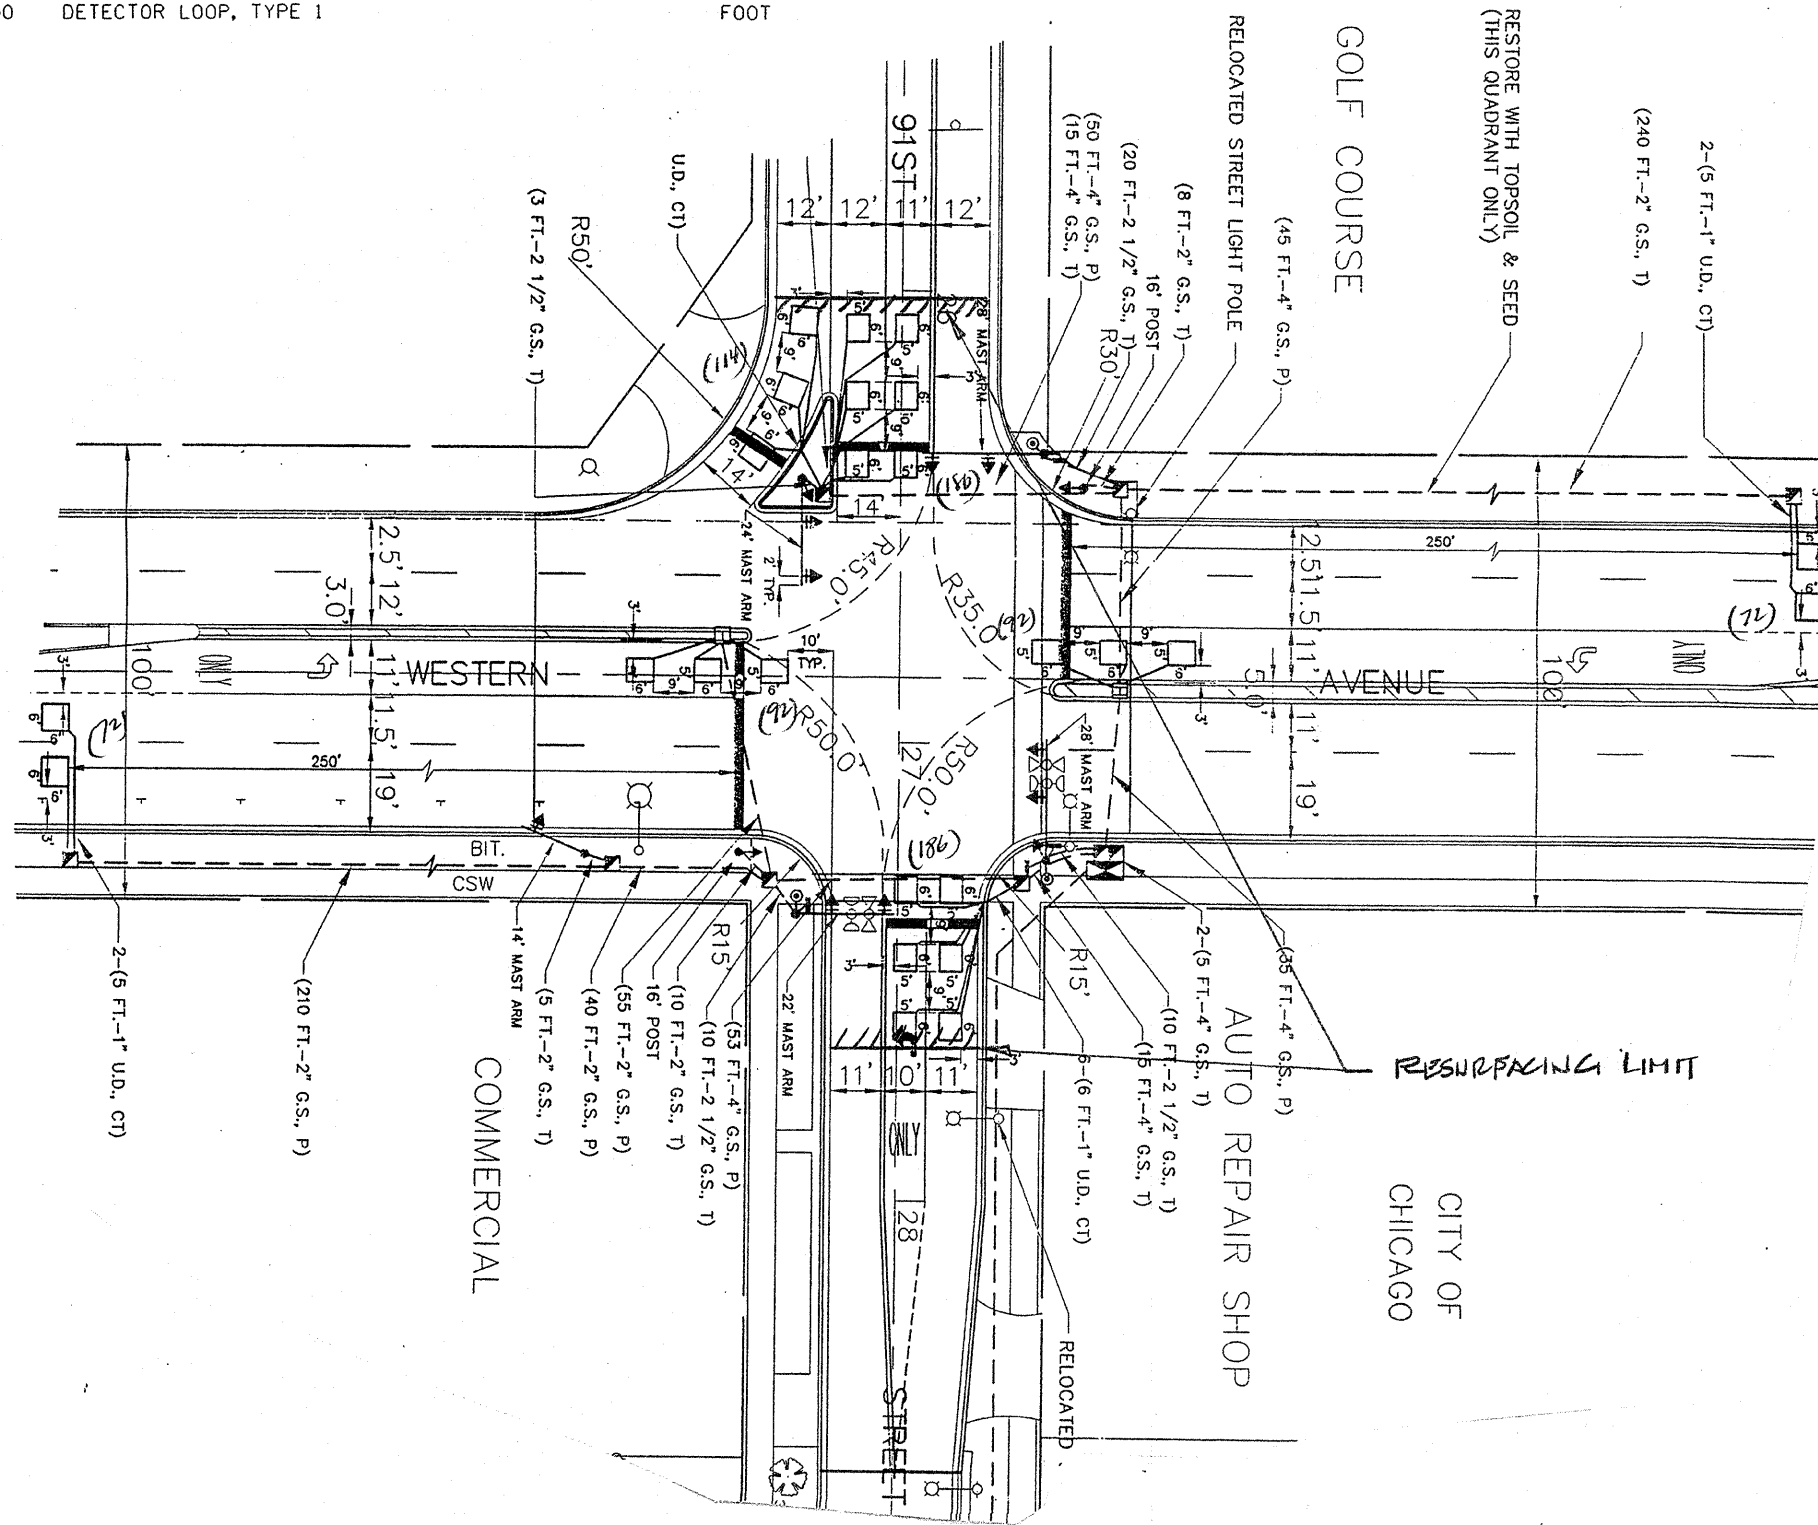 DETECTOR LOOP, TYPE 1
FOOT
GOLF COURSE
RESTORE WITH TOPSOIL & SEED
(THIS QUADRANT ONLY)
2-(5 FT.-1" U.D., CT)
(240 FT.-2" G.S., T)
(45 FT.-4" G.S., P)
RELOCATED STREET LIGHT POLE
(8 FT.-2" G.S., T)
16' POST
(20 FT.-2 1/2" G.S., T)
R30'
(50 FT.-4" G.S., P)
(15 FT.-4" G.S., T)
91ST
12' 12' 11' 12'
28' MAST ARM
U.D., CT)
R50'
(3 FT.-2 1/2" G.S., T)
14'
14'
24' MAST ARM
2' TYP.
R45.0'
R35.0'
2.5' 12'
3.0'
11' 11.5'
19'
100'
ONLY
WESTERN
10'
TYP.
R50.0'
R50.0'
127.0'
250'
250'
2.5 11.5' 11'
5.0'
11'
19'
100'
ONLY
AVENUE
28' MAST ARM
BIT.
CSW
R15'
R15'
22' MAST ARM
11' 10' 11'
ONLY
28
STREET
2-(5 FT.-1" U.D., CT)
(210 FT.-2" G.S., P)
14' MAST ARM
(5 FT.-2" G.S., T)
(40 FT.-2" G.S., P)
(55 FT.-2" G.S., P)
16' POST
(10 FT.-2" G.S., T)
(10 FT.-2 1/2" G.S., T)
(53 FT.-4" G.S., P)
6-(6 FT.-1" U.D., CT)
(15 FT.-4" G.S., T)
(10 FT.-2 1/2" G.S., T)
2-(5 FT.-4" G.S., T)
(35 FT.-4" G.S., P)
RESURFACING LIMIT
AUTO REPAIR SHOP
COMMERCIAL
CITY OF
CHICAGO
RELOCATED